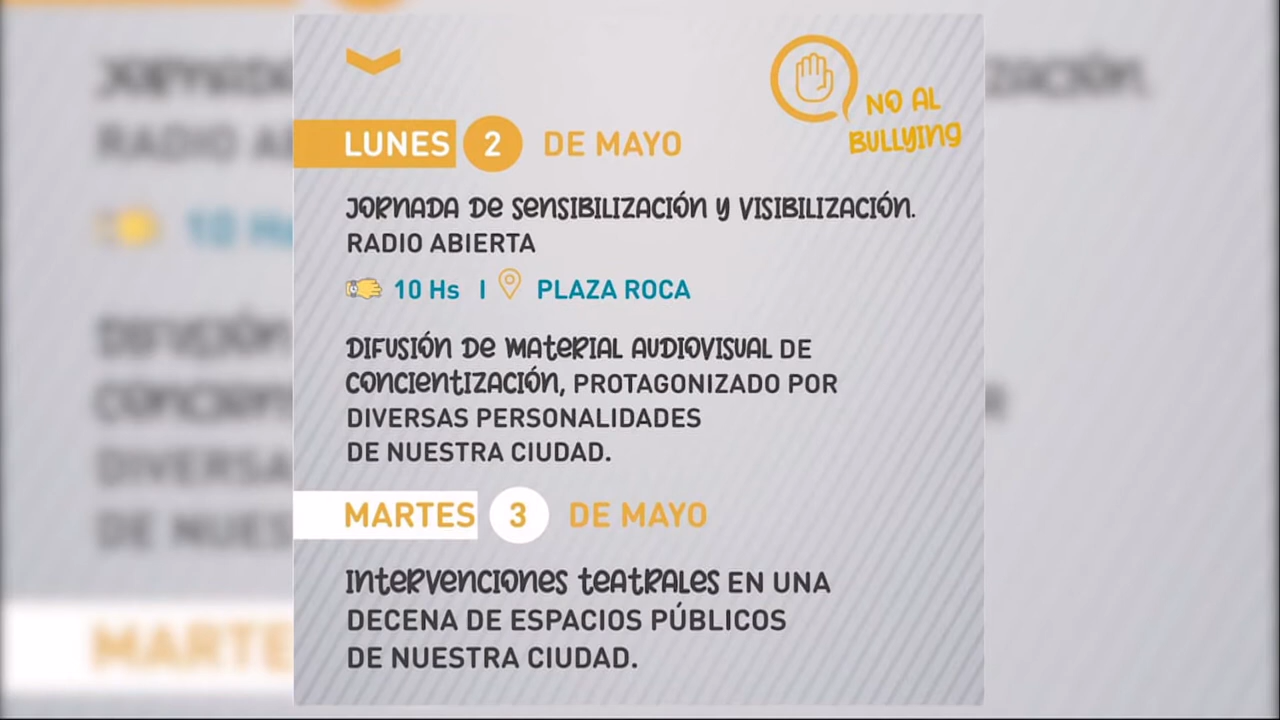 NO AL
BULLYING
LUNES 2 DE MAYO
JORNADA DE SENSIBILIZACIÓN Y VISIBILIZACIÓN.
RADIO ABIERTA
10 Hs | PLAZA ROCA
DIFUSIÓN DE MATERIAL AUDIOVISUAL DE
CONCIENTIZACIÓN, PROTAGONIZADO POR
DIVERSAS PERSONALIDADES
DE NUESTRA CIUDAD.
MARTES 3 DE MAYO
INTERVENCIONES TEATRALES EN UNA
DECENA DE ESPACIOS PÚBLICOS
DE NUESTRA CIUDAD.